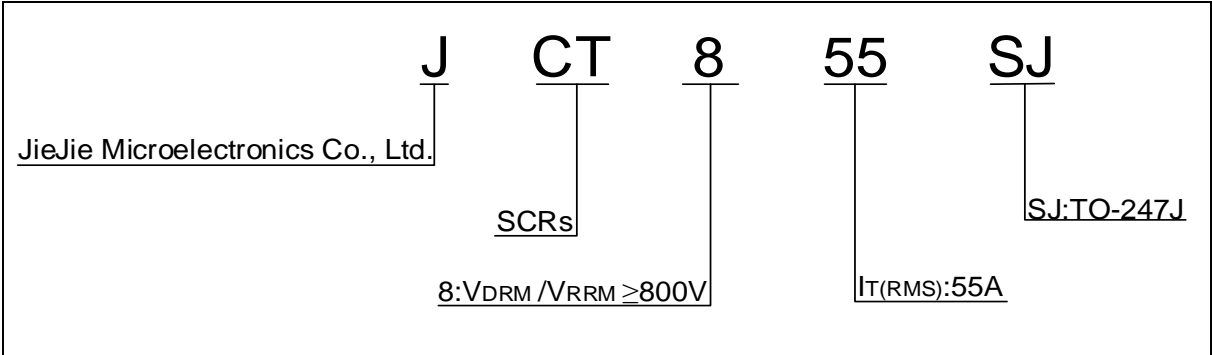 J CT 8 55 SJ
JieJie Microelectronics Co., Ltd.
SJ:TO-247J
SCRs
8:VDRM /VRRM ≥800V
IT(RMS):55A